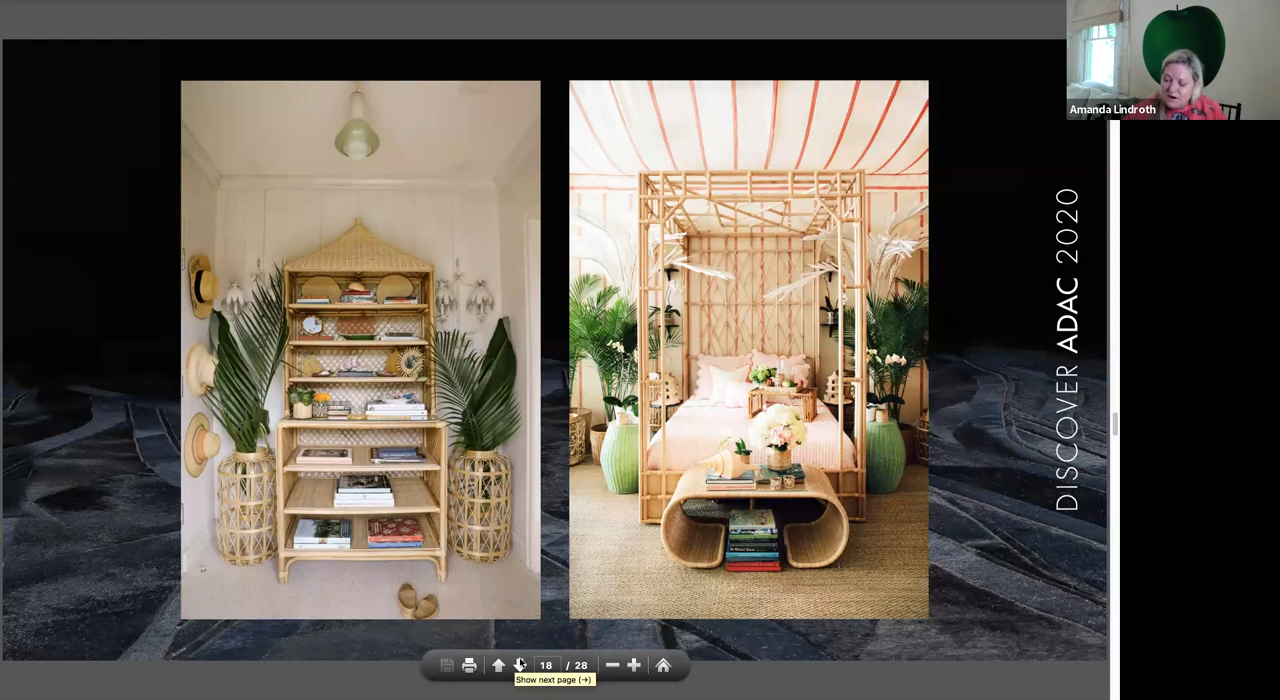 Amanda Lindroth
DISCOVER ADAC 2020
18 / 28
Show next page (→)